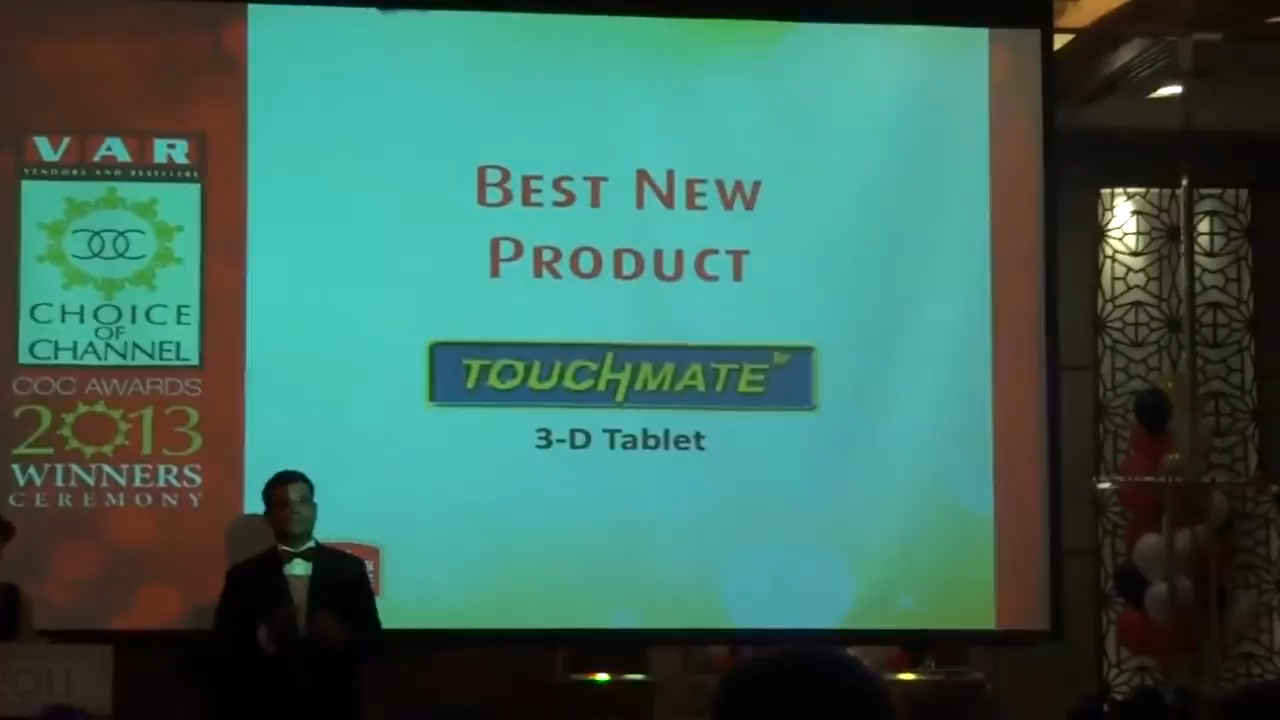 VAR
VENDORS AND RESELLERS
CHOICE
OF
CHANNEL
COC AWARDS
2013
WINNERS
CEREMONY
BEST NEW
PRODUCT
TOUCHMATE
3-D Tablet